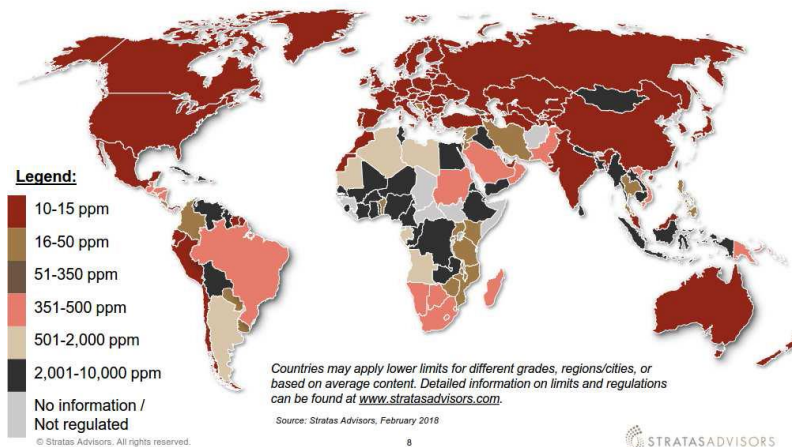 Legend:
10-15 ppm
16-50 ppm
51-350 ppm
351-500 ppm
501-2,000 ppm
2,001-10,000 ppm
No information /
Not regulated
Countries may apply lower limits for different grades, regions/cities, or
based on average content. Detailed information on limits and regulations
can be found at www.stratasadvisors.com.
Source: Stratas Advisors, February 2018
© Stratas Advisors. All rights reserved.
8
STRATASADVISORS